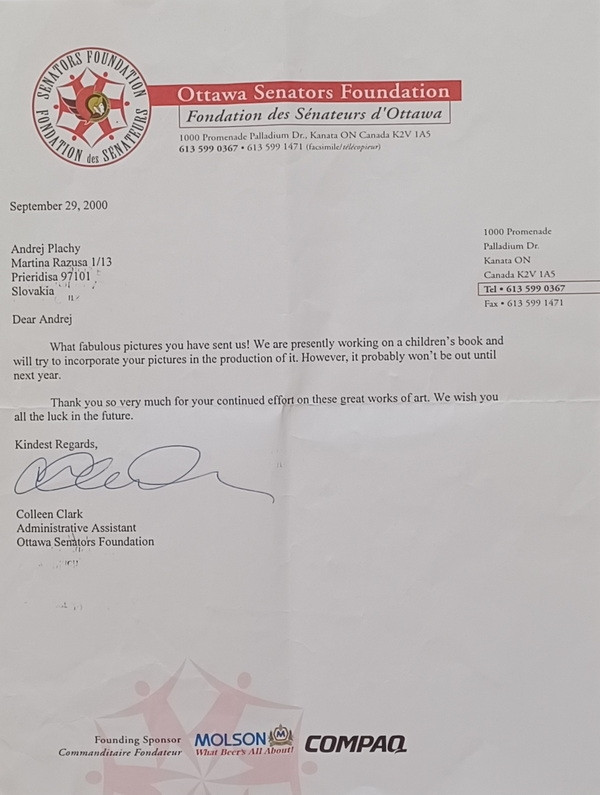 SENATORS FOUNDATION
FONDATION des SÉNATEURS
Ottawa Senators Foundation
Fondation des Sénateurs d'Ottawa
1000 Promenade Palladium Dr., Kanata ON Canada K2V 1A5
613 599 0367 • 613 599 1471 (facsimile/télécopieur)
September 29, 2000
1000 Promenade
Palladium Dr.
Kanata ON
Canada K2V 1A5
Tel • 613 599 0367
Fax • 613 599 1471
Andrej Plachy
Martina Razusa 1/13
Prieridisa 97101
Slovakia
Dear Andrej
What fabulous pictures you have sent us! We are presently working on a children's book and
will try to incorporate your pictures in the production of it. However, it probably won't be out until
next year.
Thank you so very much for your continued effort on these great works of art. We wish you
all the luck in the future.
Kindest Regards,
Colleen Clark
Administrative Assistant
Ottawa Senators Foundation
Founding Sponsor
Commanditaire Fondateur
MOLSON
What Beer's All About!
COMPAQ